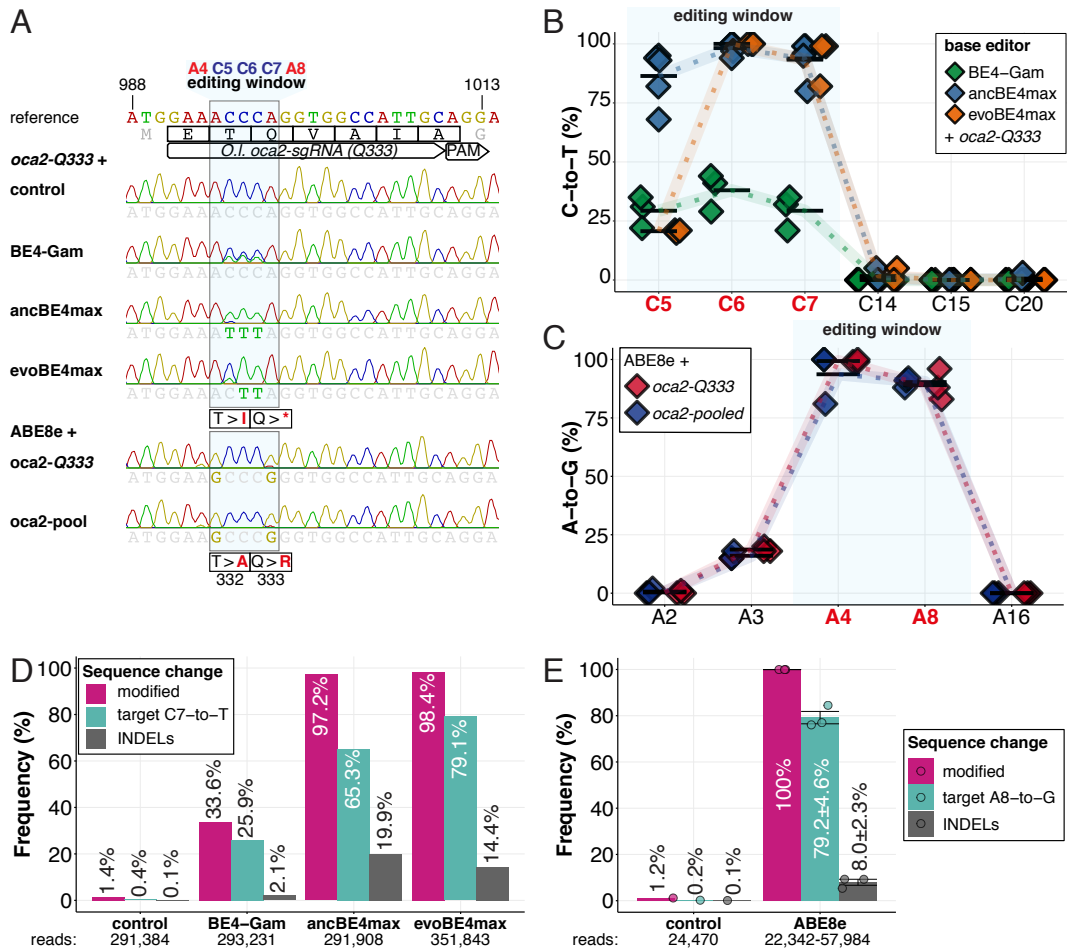 A
A4 C5 C6 C7 A8
editing window
988
1013
reference
ATGGAAACCCAGGTGGCCATTGCAGGA
M E T Q V A I A G
O.l. oca2-sgRNA (Q333)
PAM
oca2-Q333 +
control
ATGGAAACCCAGGTGGCCATTGCAGGA
BE4-Gam
ATGGAAACCCAGGTGGCCATTGCAGGA
ancBE4max
ATGGAAATTTAGGTGGCCATTGCAGGA
evoBE4max
ATGGAAACTTAGGTGGCCATTGCAGGA
T>I Q>*
ABE8e +
oca2-Q333
ATGGAAGCCCGGGTGGCCATTGCAGGA
oca2-pool
ATGGAAGCCCGGGTGGCCATTGCAGGA
T>A Q>R
332 333
B
editing window
C-to-T (%)
100
75
50
25
0
C5 C6 C7 C14 C15 C20
base editor
BE4-Gam
ancBE4max
evoBE4max
+ oca2-Q333
C
editing window
A-to-G (%)
100
75
50
25
0
A2 A3 A4 A8 A16
ABE8e +
oca2-Q333
oca2-pooled
D
Sequence change
modified
target C7-to-T
INDELs
Frequency (%)
100
80
60
40
20
0
1.4%
0.4%
0.1%
33.6%
25.9%
2.1%
97.2%
65.3%
19.9%
98.4%
79.1%
14.4%
control BE4-Gam ancBE4max evoBE4max
reads: 291,384 293,231 291,908 351,843
E
Frequency (%)
100
80
60
40
20
0
1.2%
0.2%
0.1%
100%
79.2±4.6%
8.0±2.3%
control ABE8e
reads: 24,470 22,342-57,984
Sequence change
modified
target A8-to-G
INDELs